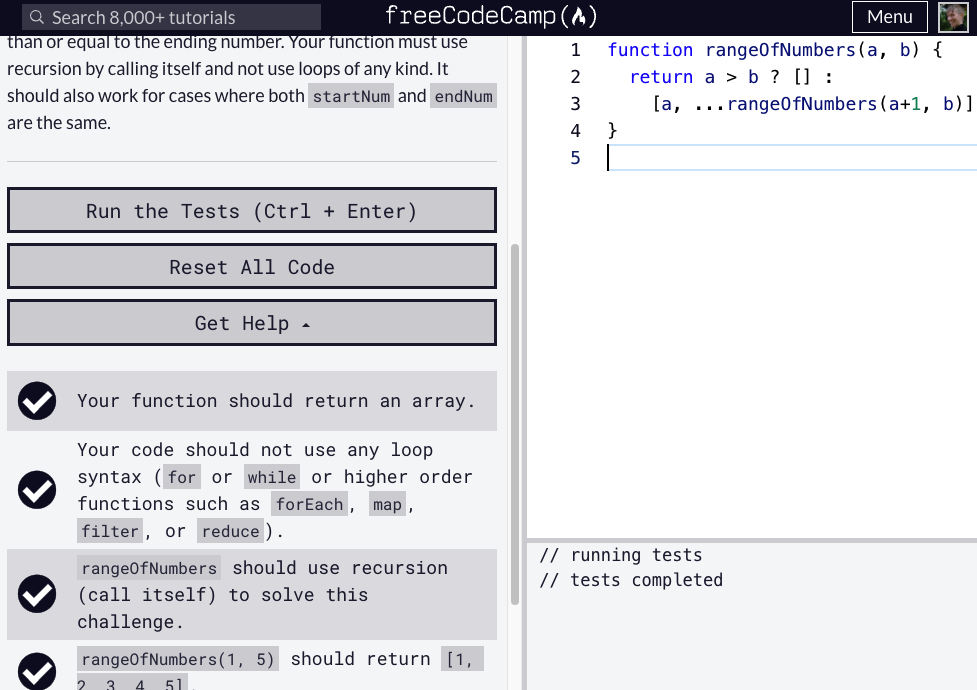 Search 8,000+ tutorials
freeCodeCamp
Menu
than or equal to the ending number. Your function must use
recursion by calling itself and not use loops of any kind. It
should also work for cases where both startNum and endNum
are the same.
Run the Tests (Ctrl + Enter)
Reset All Code
Get Help
Your function should return an array.
Your code should not use any loop
syntax (for or while or higher order
functions such as forEach, map,
filter, or reduce).
rangeOfNumbers should use recursion
(call itself) to solve this
challenge.
rangeOfNumbers(1, 5) should return [1,
2, 3, 4, 5].
1 function rangeOfNumbers(a, b) {
2 return a > b ? [] :
3 [a, ...rangeOfNumbers(a+1, b)]
4 }
5
// running tests
// tests completed